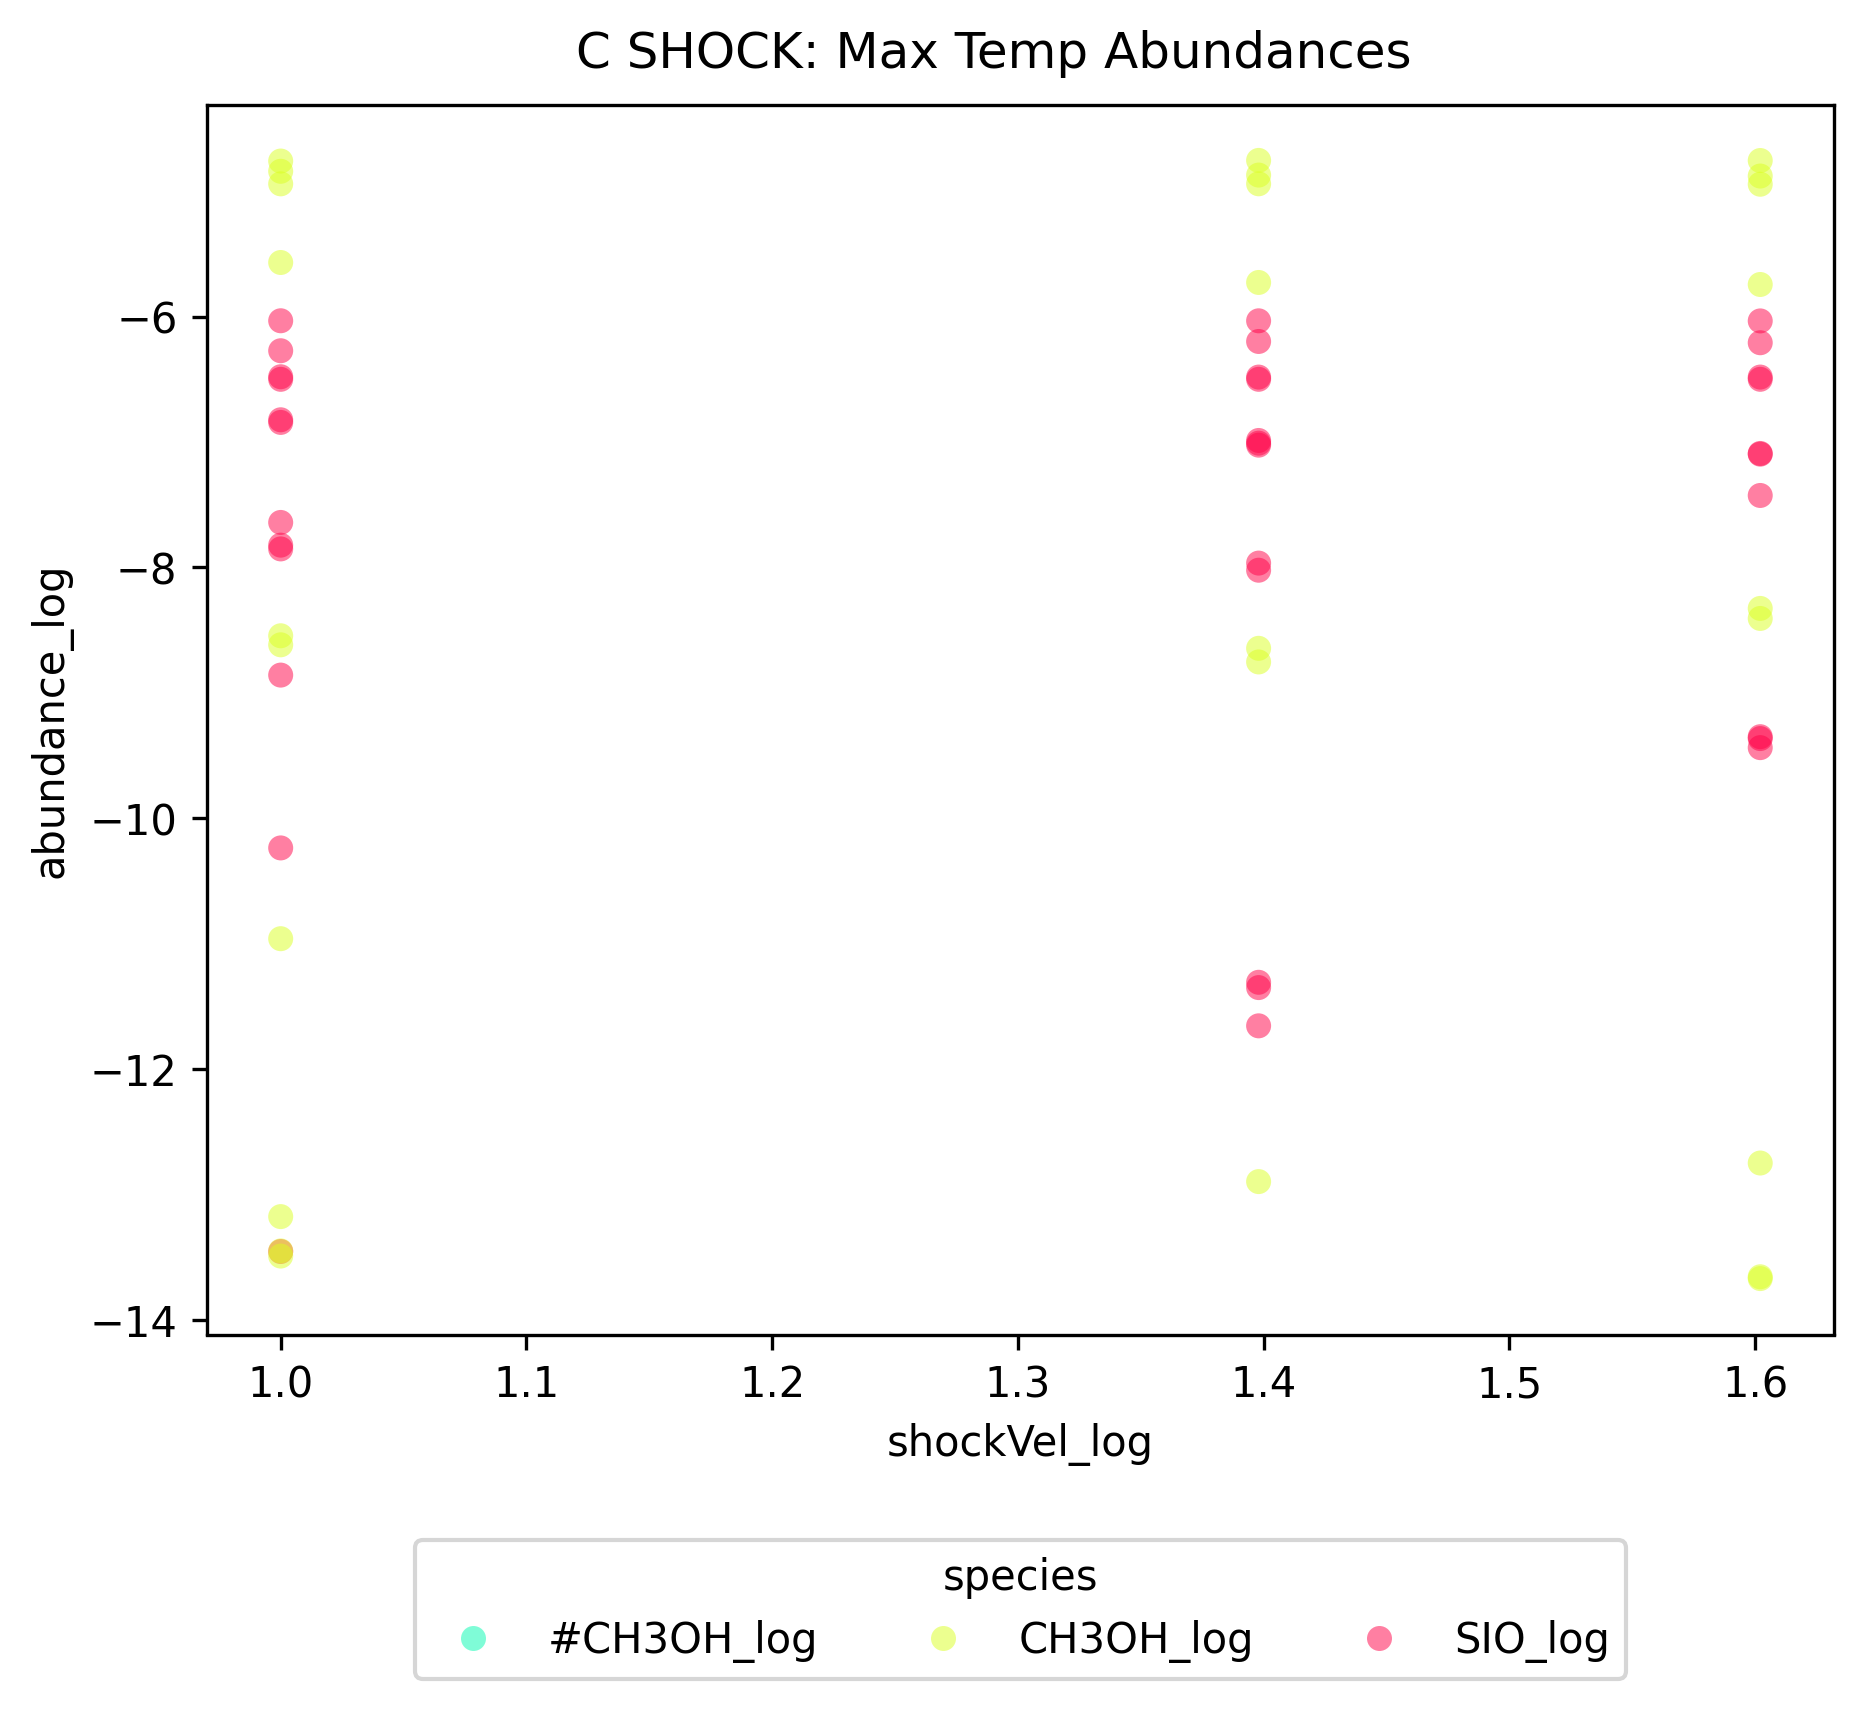 C SHOCK: Max Temp Abundances
abundance_log
−6
−8
−10
−12
−14
1.0 1.1 1.2 1.3 1.4 1.5 1.6
shockVel_log
species
#CH3OH_log CH3OH_log SIO_log